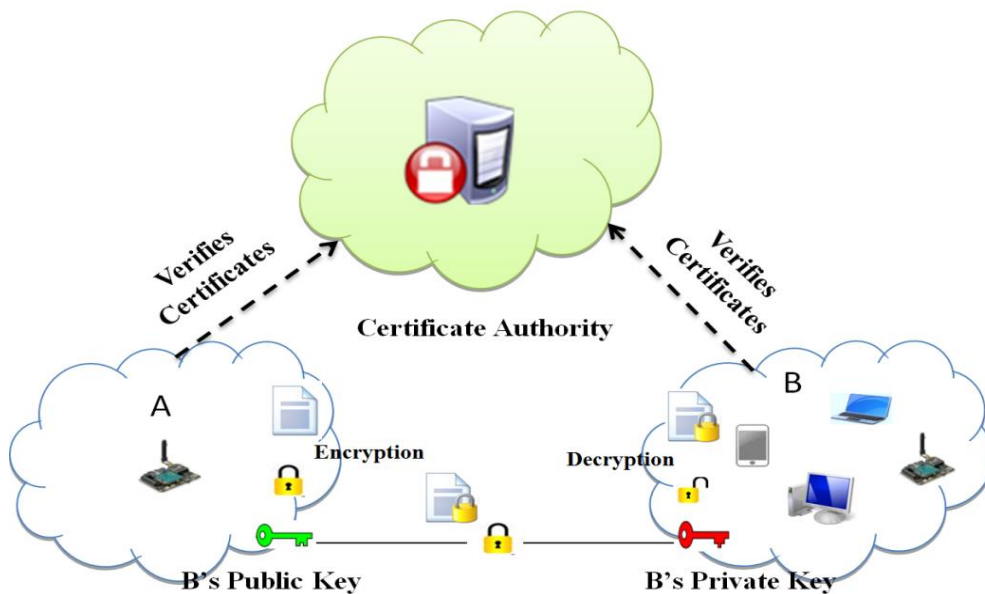 Verifies
Certificates
Verifies
Certificates
Certificate Authority
A
B
Encryption
Decryption
B's Public Key
B's Private Key